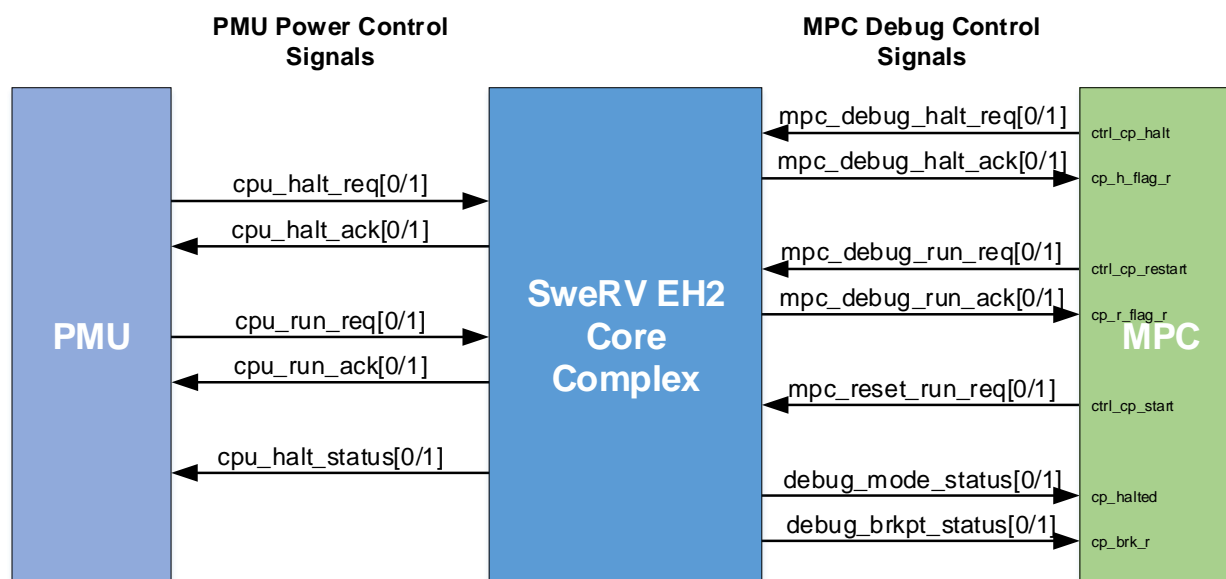 PMU Power Control
Signals
MPC Debug Control
Signals
PMU
cpu_halt_req[0/1]
cpu_halt_ack[0/1]
cpu_run_req[0/1]
cpu_run_ack[0/1]
cpu_halt_status[0/1]
SweRV EH2
Core
Complex
mpc_debug_halt_req[0/1]
mpc_debug_halt_ack[0/1]
mpc_debug_run_req[0/1]
mpc_debug_run_ack[0/1]
mpc_reset_run_req[0/1]
debug_mode_status[0/1]
debug_brkpt_status[0/1]
ctrl_cp_halt
cp_h_flag_r
ctrl_cp_restart
cp_r_flag_r
MPC
ctrl_cp_start
cp_halted
cp_brk_r